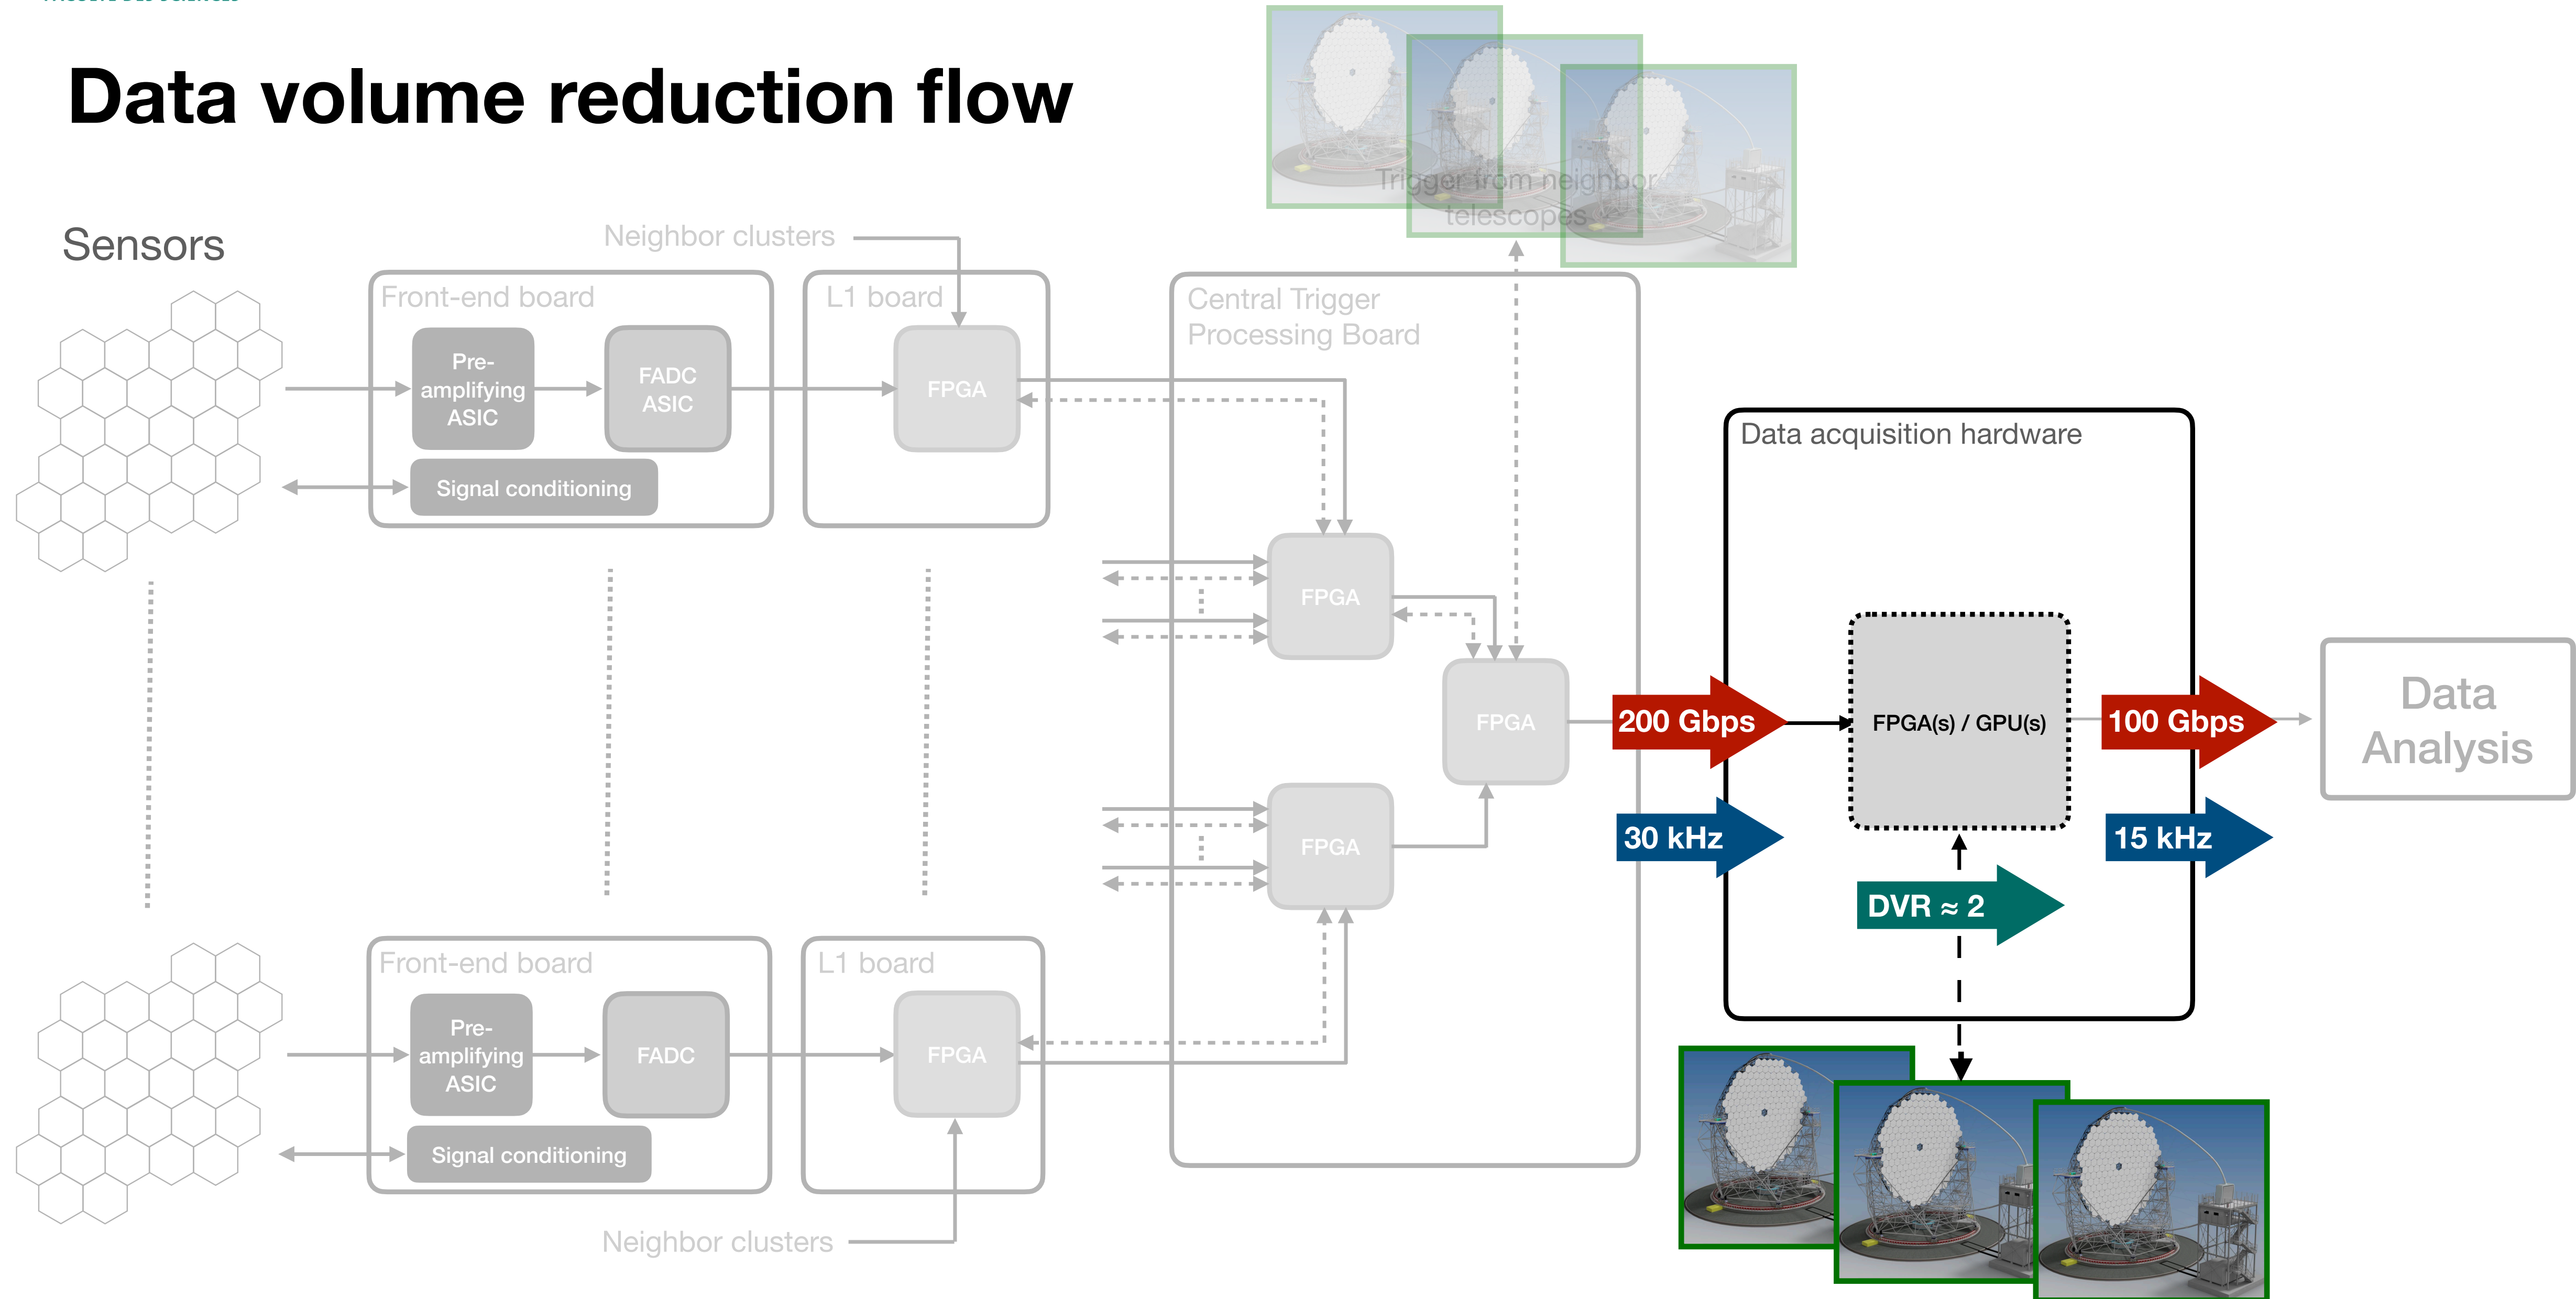 Data volume reduction flow
Trigger from neighbor
telescopes
Sensors
Neighbor clusters
Front-end board
L1 board
Central Trigger
Processing Board
Pre-
amplifying
ASIC
FADC
ASIC
FPGA
Signal conditioning
Data acquisition hardware
FPGA
FPGA
200 Gbps
FPGA(s) / GPU(s)
100 Gbps
Data
Analysis
30 kHz
15 kHz
FPGA
DVR ≈ 2
Front-end board
L1 board
Pre-
amplifying
ASIC
FADC
FPGA
Signal conditioning
Neighbor clusters